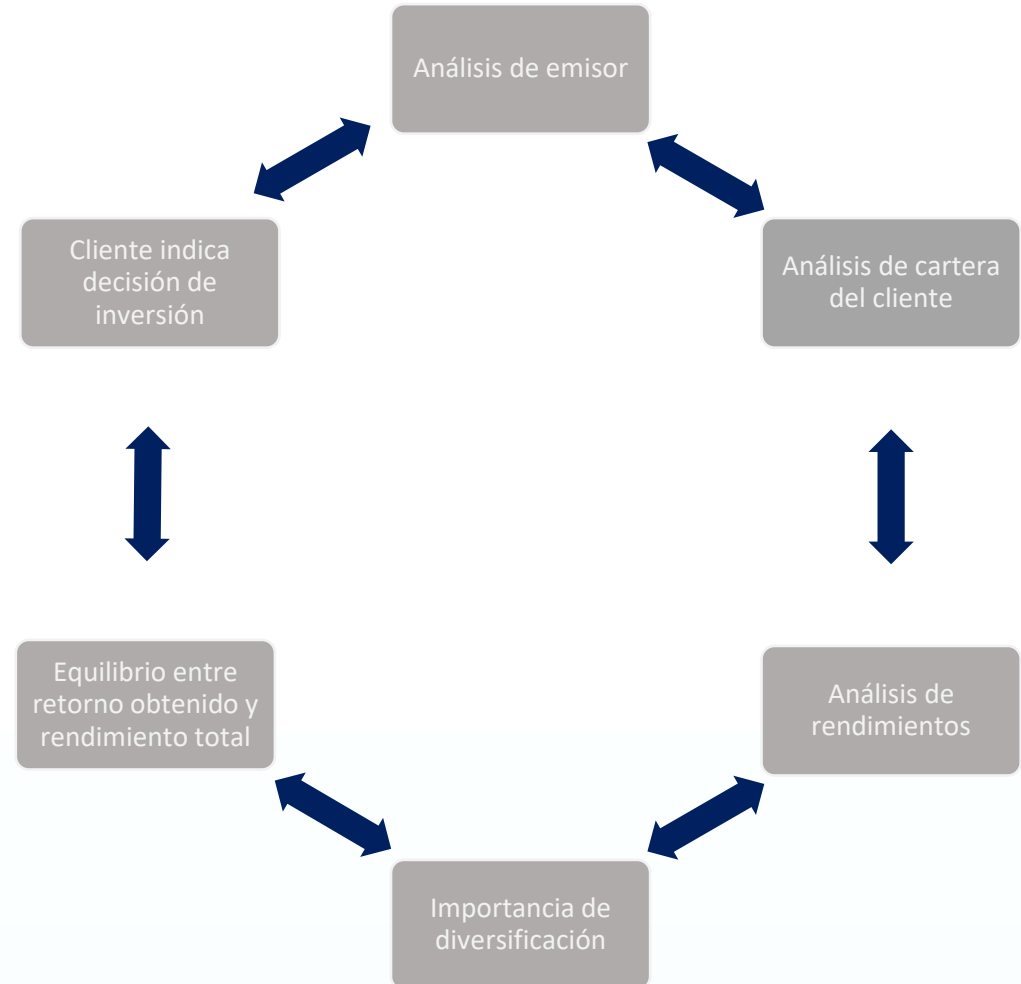 Análisis de emisor
Cliente indica
decisión de
inversión
Análisis de cartera
del cliente
Equilibrio entre
retorno obtenido y
rendimiento total
Análisis de
rendimientos
Importancia de
diversificación